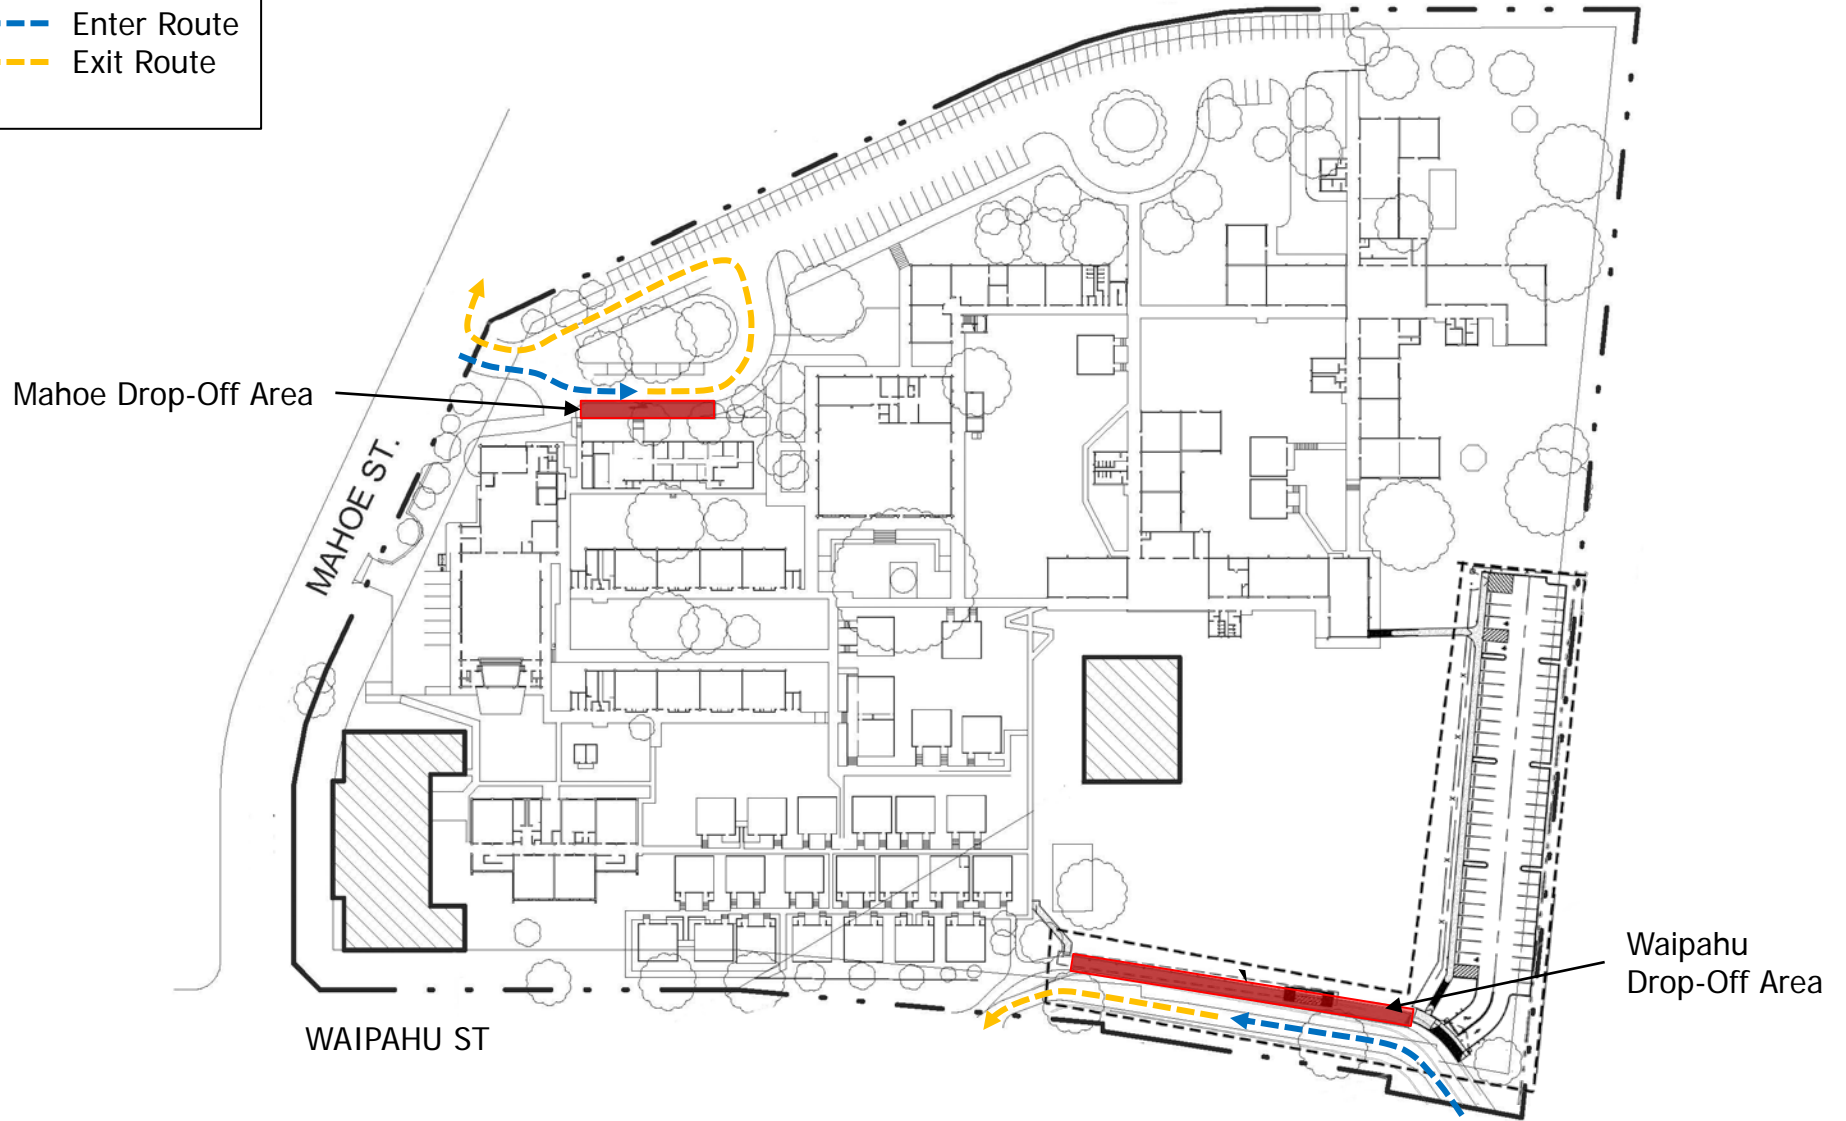 Enter Route
Exit Route
Mahoe Drop-Off Area
MAHOE ST.
Waipahu
Drop-Off Area
WAIPAHU ST